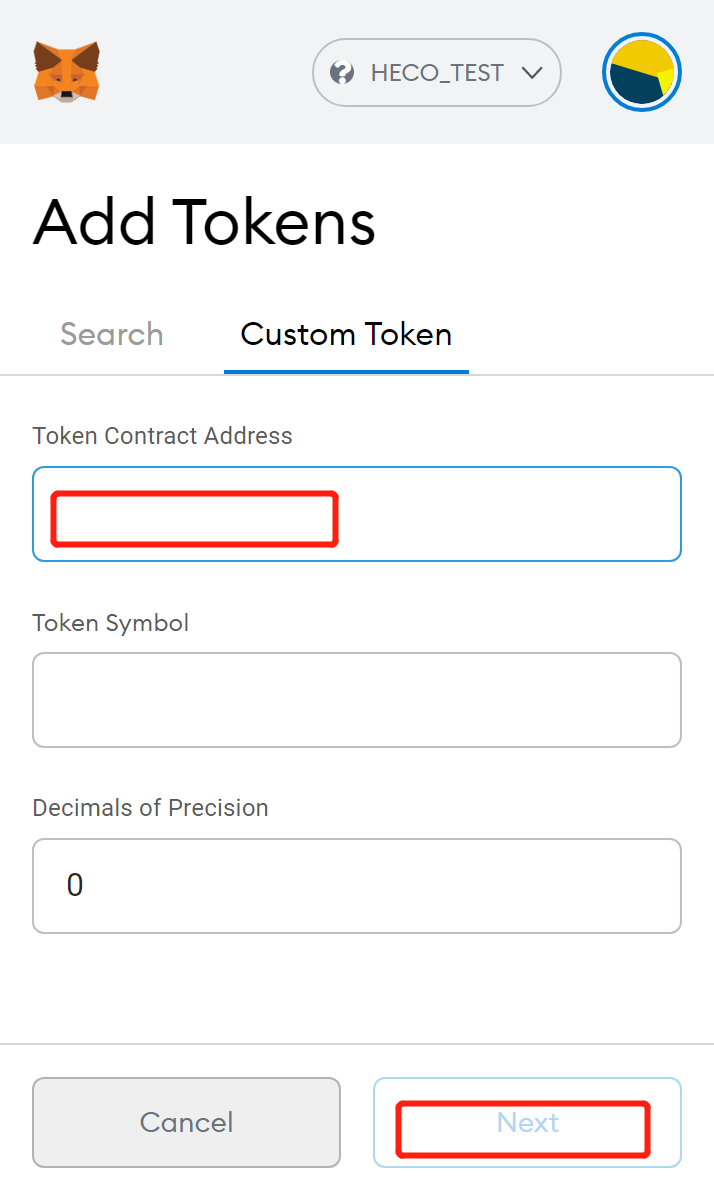 HECO_TEST
Add Tokens
Search Custom Token
Token Contract Address
Token Symbol
Decimals of Precision
0
Cancel Next